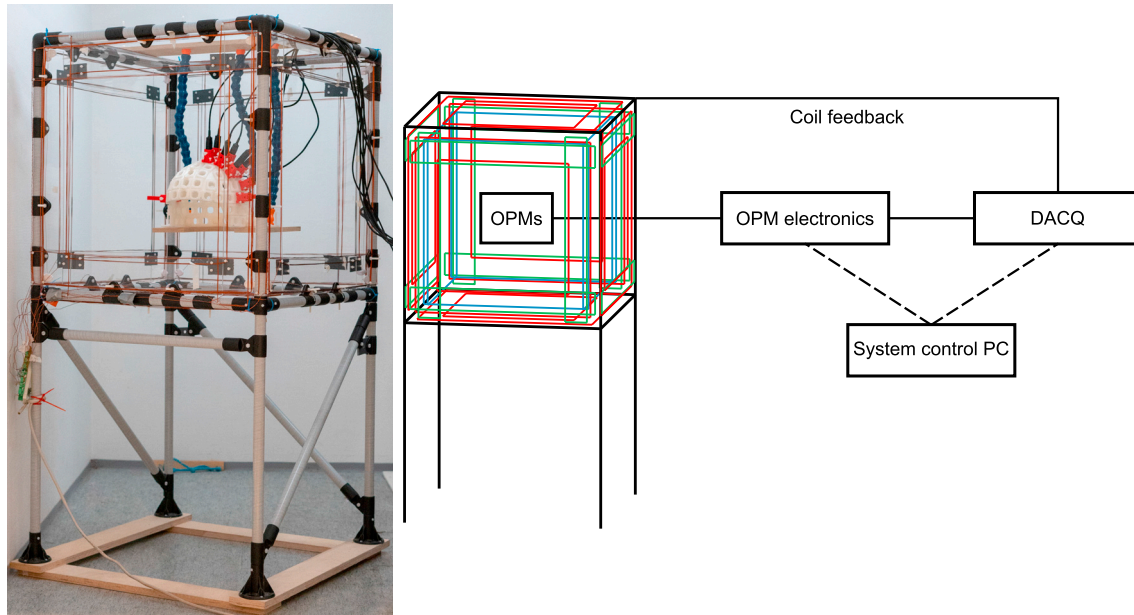 Coil feedback
OPMs
OPM electronics
DACQ
System control PC